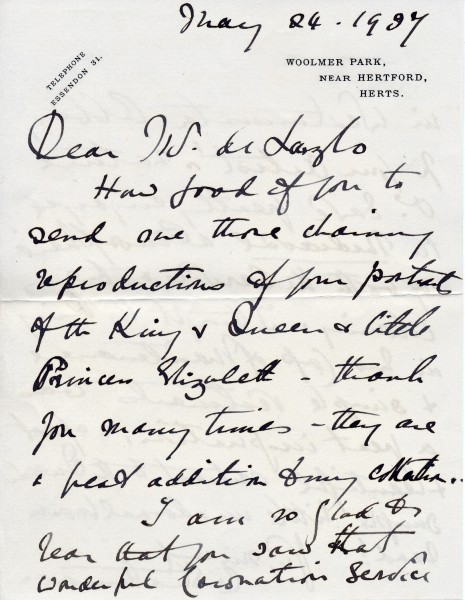 May 24 . 1937
TELEPHONE
ESSENDON 31.
WOOLMER PARK,
NEAR HERTFORD,
HERTS.
Dear Mr. de Laszlo
How good of you to
send me those charming
reproductions of your portraits
of the King & Queen & little
Princess Elizabeth - thank
you many times - they are
a great addition to my collection..
I am so glad to
hear that you saw that
wonderful Coronation Service